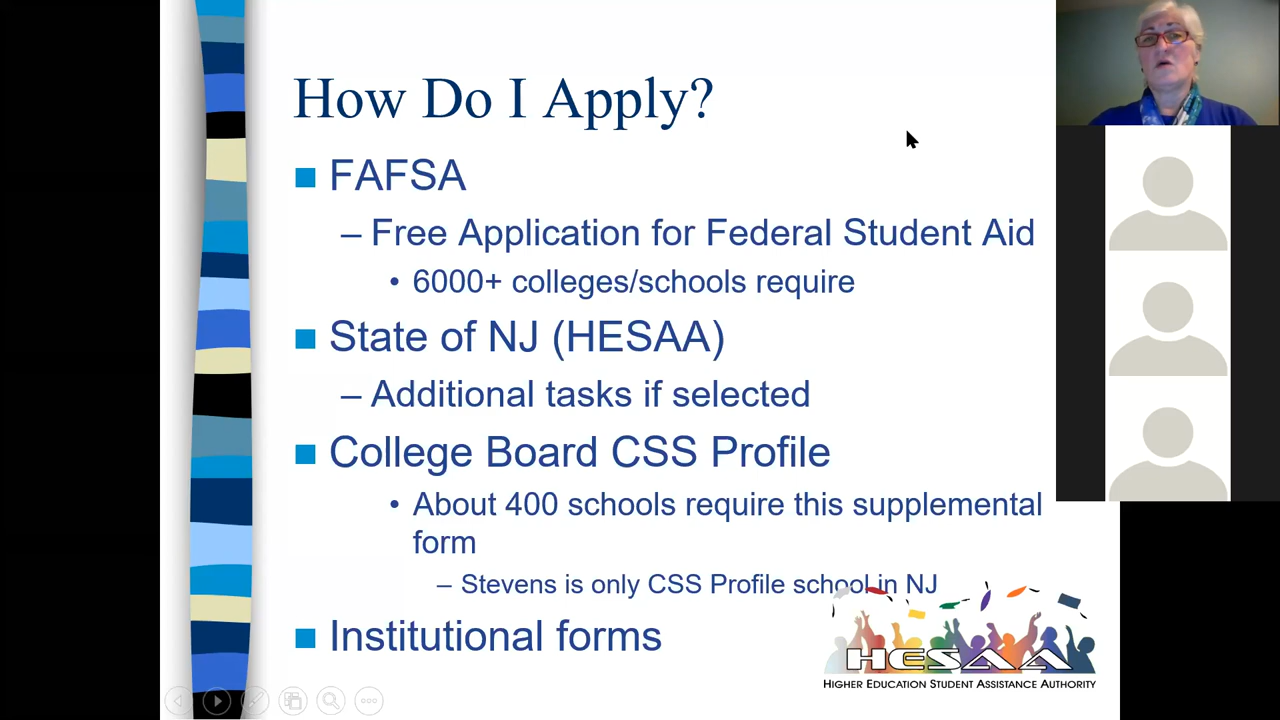 How Do I Apply?
FAFSA
– Free Application for Federal Student Aid
• 6000+ colleges/schools require
State of NJ (HESAA)
– Additional tasks if selected
College Board CSS Profile
• About 400 schools require this supplemental
form
– Stevens is only CSS Profile school in NJ
Institutional forms
HESAA
HIGHER EDUCATION STUDENT ASSISTANCE AUTHORITY